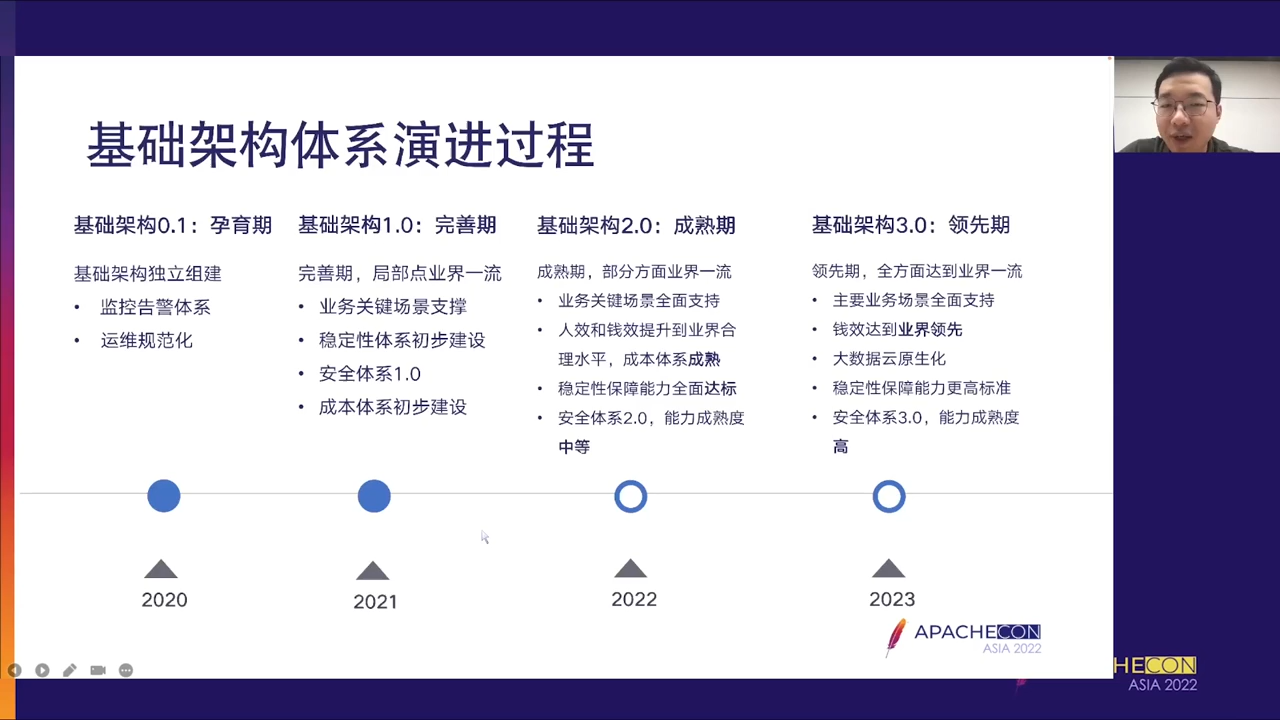 基础架构体系演进过程
基础架构0.1：孕育期
基础架构独立组建
• 监控告警体系
• 运维规范化
基础架构1.0：完善期
完善期，局部点业界一流
• 业务关键场景支撑
• 稳定性体系初步建设
• 安全体系1.0
• 成本体系初步建设
基础架构2.0：成熟期
成熟期，部分方面业界一流
• 业务关键场景全面支持
• 人效和钱效提升到业界合
理水平，成本体系成熟
• 稳定性保障能力全面达标
• 安全体系2.0，能力成熟度
中等
基础架构3.0：领先期
领先期，全方面达到业界一流
• 主要业务场景全面支持
• 钱效达到业界领先
• 大数据云原生化
• 稳定性保障能力更高标准
• 安全体系3.0，能力成熟度
高
2020
2021
2022
2023
APACHECON
ASIA 2022
HECON
ASIA 2022